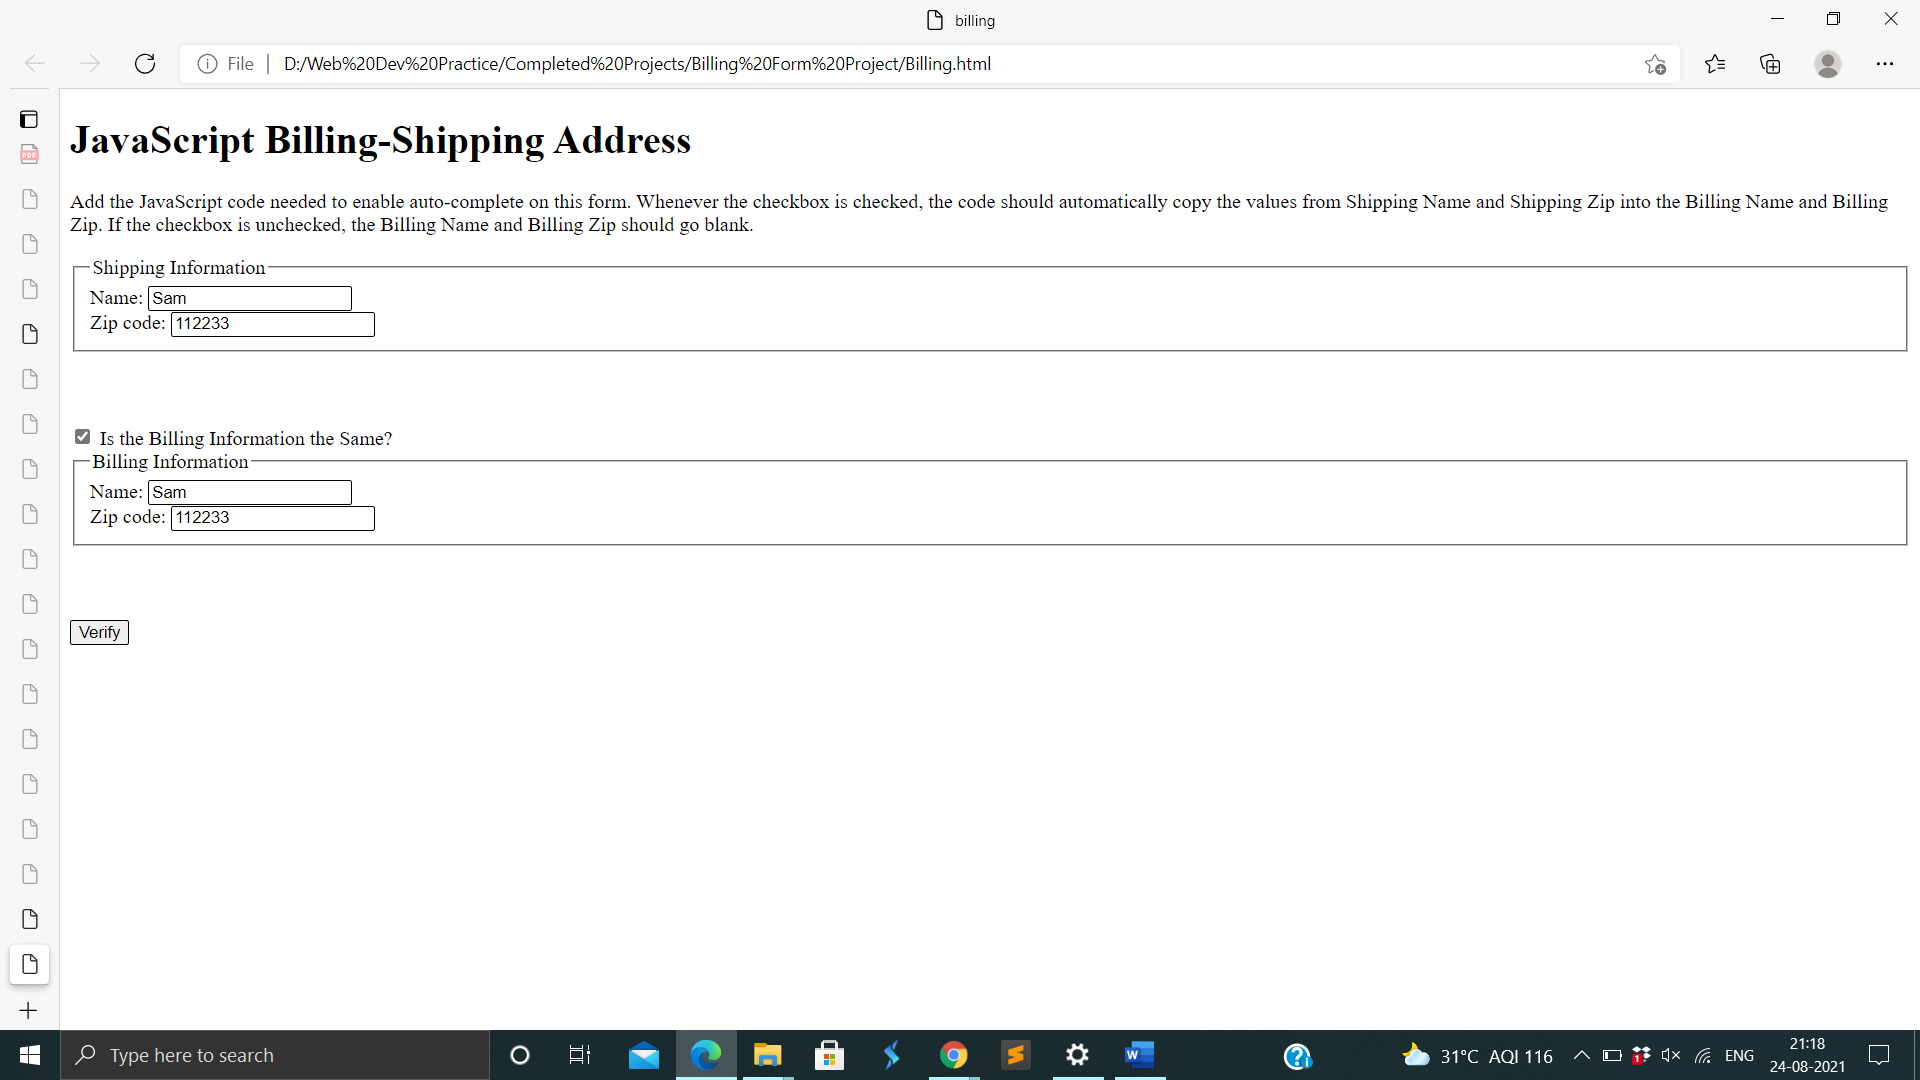 billing
File
D:/Web%20Dev%20Practice/Completed%20Projects/Billing%20Form%20Project/Billing.html
PDF
JavaScript Billing-Shipping Address
Add the JavaScript code needed to enable auto-complete on this form. Whenever the checkbox is checked, the code should automatically copy the values from Shipping Name and Shipping Zip into the Billing Name and Billing
Zip. If the checkbox is unchecked, the Billing Name and Billing Zip should go blank.
Shipping Information
Name: Sam
Zip code: 112233
Is the Billing Information the Same?
Billing Information
Name: Sam
Zip code: 112233
Verify
Type here to search
W
31°C AQI 116
1
ENG
21:18
24-08-2021